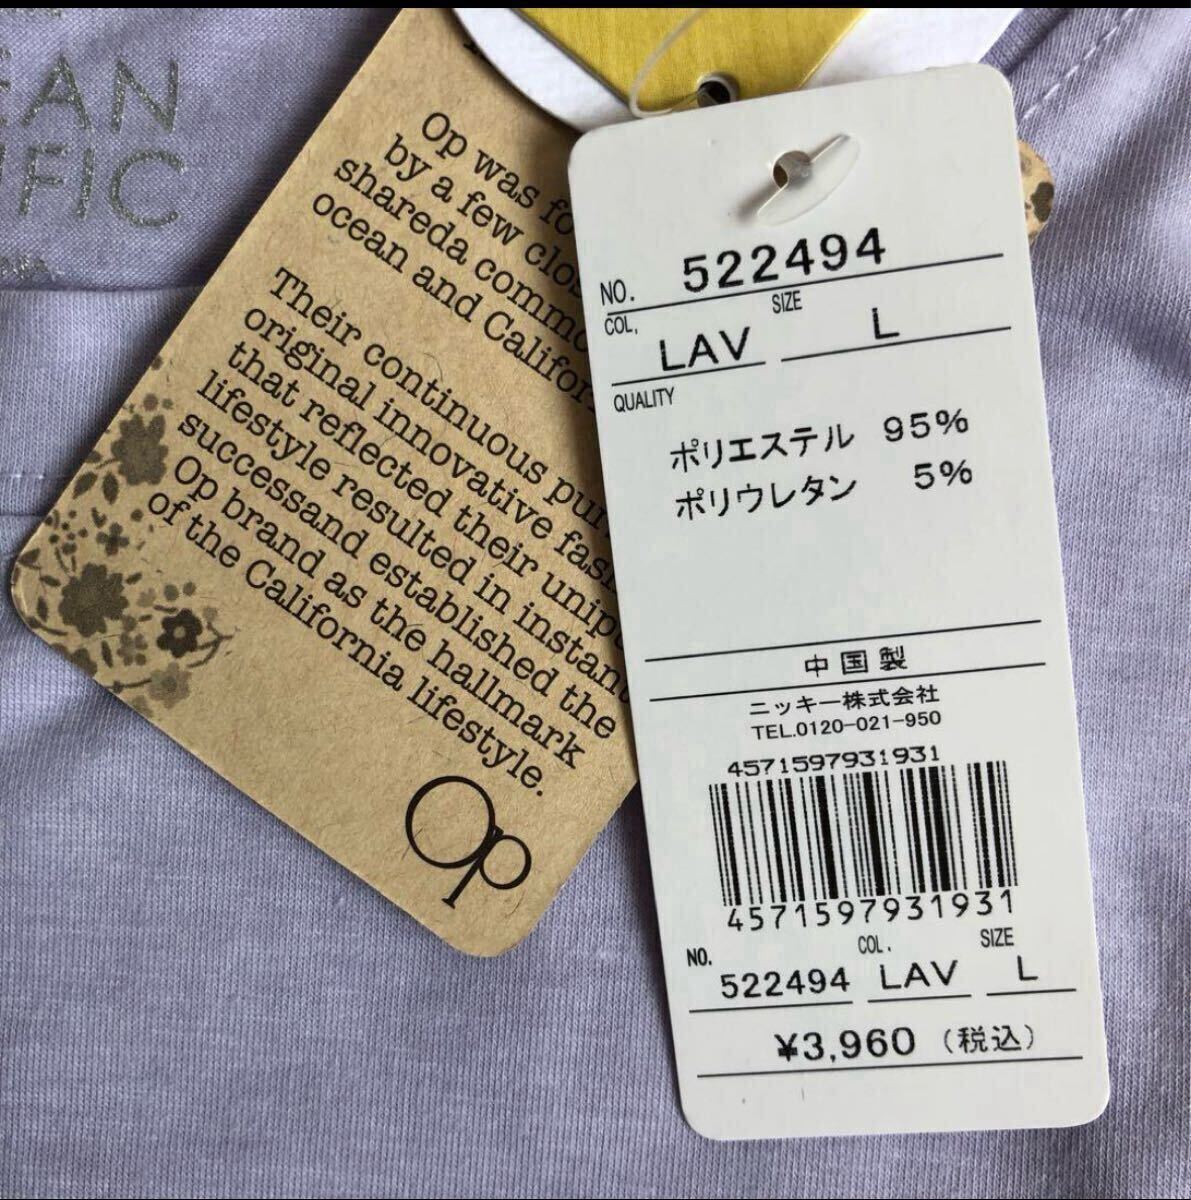 EAN
IFIC
Op was fo
by a few clos
shareda commo
ocean and Califor
Their continuous pur
original innovative fash
that reflected their unipu
lifestyle resulted in instant
successand established the
Op brand as the hallmark
of the California lifestyle.
Op
NO. 522494
COL, LAV SIZE L
QUALITY
ポリエステル 95%
ポリウレタン 5%
中国製
ニッキー株式会社
TEL.0120-021-950
4571597931931
4571597931931
NO. 522494 COL. LAV SIZE L
¥3,960 (税込)